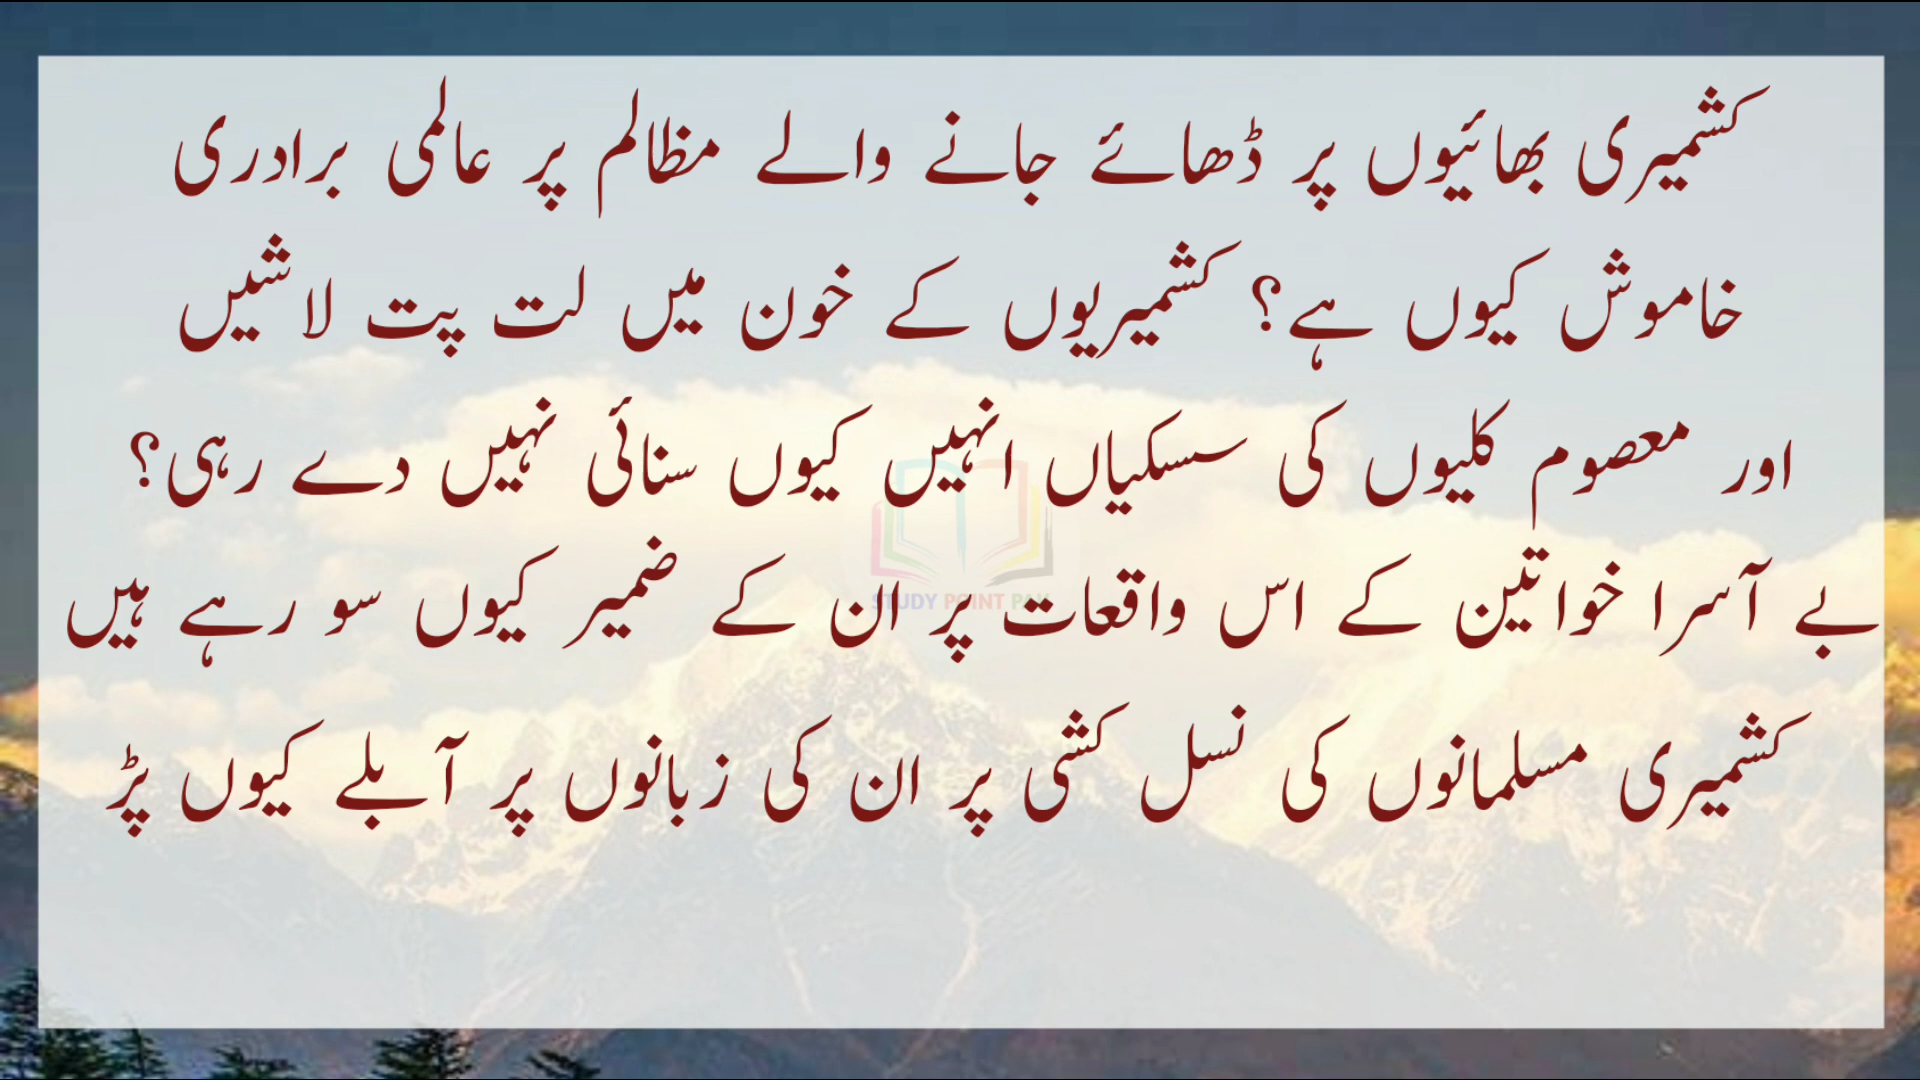 کشمیری بھائیوں پر ڈھائے جانے والے مظالم پر عالمی برادری
خاموش کیوں ہے؟ کشمیریوں کے خون میں لت پت لاشیں
اور معصوم کلیوں کی سسکیاں انہیں کیوں سنائی نہیں دے رہی؟
بے آسرا خواتین کے اس واقعات پر ان کے ضمیر کیوں سو رہے ہیں
کشمیری مسلمانوں کی نسل کشی پر ان کی زبانوں پر آبلے کیوں پڑ
STUDY POINT PAK